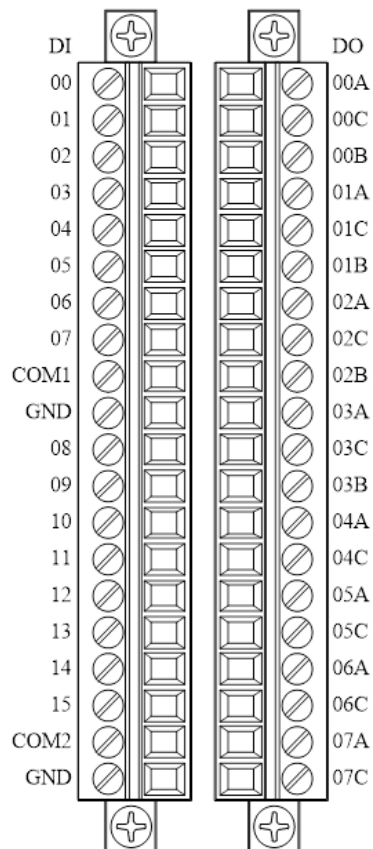 DI
00
01
02
03
04
05
06
07
COM1
GND
08
09
10
11
12
13
14
15
COM2
GND
DO
00A
00C
00B
01A
01C
01B
02A
02C
02B
03A
03C
03B
04A
04C
05A
05C
06A
06C
07A
07C